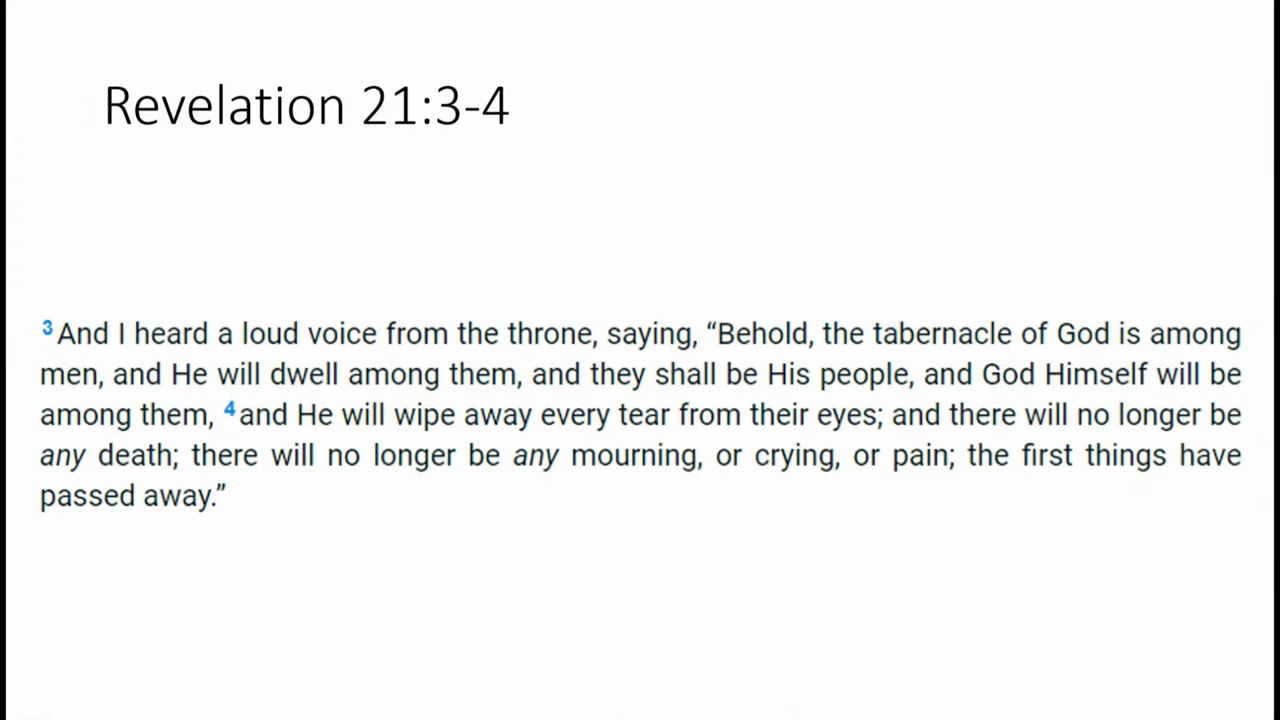 Revelation 21:3-4
3 And I heard a loud voice from the throne, saying, “Behold, the tabernacle of God is among
men, and He will dwell among them, and they shall be His people, and God Himself will be
among them, 4 and He will wipe away every tear from their eyes; and there will no longer be
any death; there will no longer be any mourning, or crying, or pain; the first things have
passed away.”